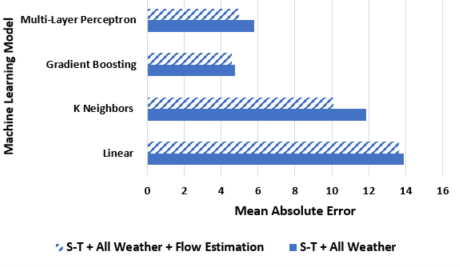 Machine Learning Model
Multi-Layer Perceptron
Gradient Boosting
K Neighbors
Linear
0 2 4 6 8 10 12 14 16
Mean Absolute Error
S-T + All Weather + Flow Estimation S-T + All Weather